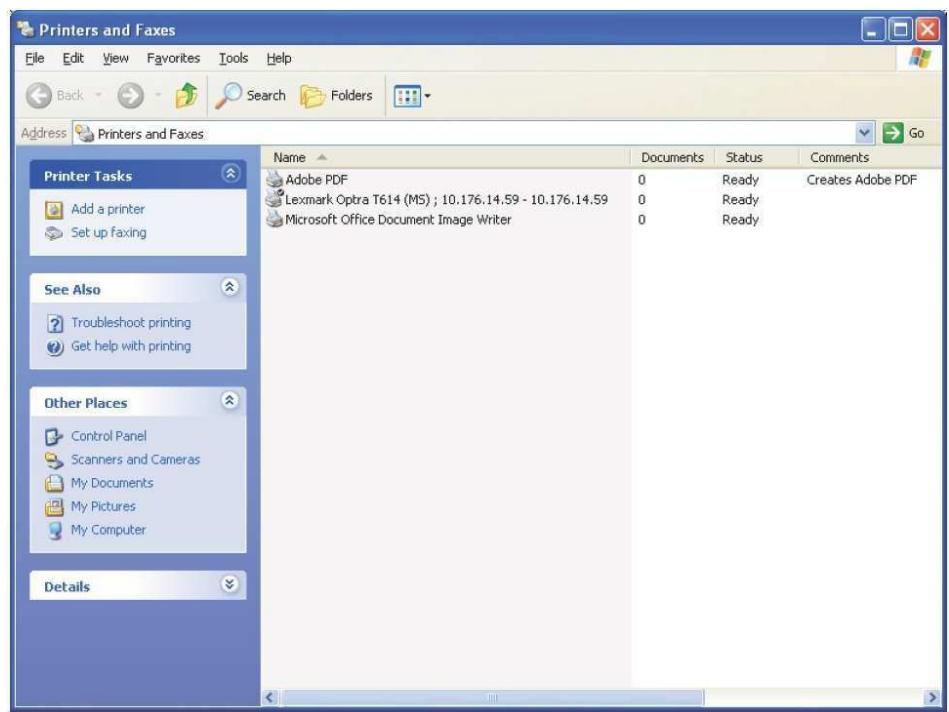 Printers and Faxes
File Edit View Favorites Tools Help
Back Search Folders
Address Printers and Faxes Go
Printer Tasks
Add a printer
Set up faxing
See Also
Troubleshoot printing
Get help with printing
Other Places
Control Panel
Scanners and Cameras
My Documents
My Pictures
My Computer
Details
Name Documents Status Comments
Adobe PDF 0 Ready Creates Adobe PDF
Lexmark Optra T614 (MS) ; 10.176.14.59 - 10.176.14.59 0 Ready
Microsoft Office Document Image Writer 0 Ready